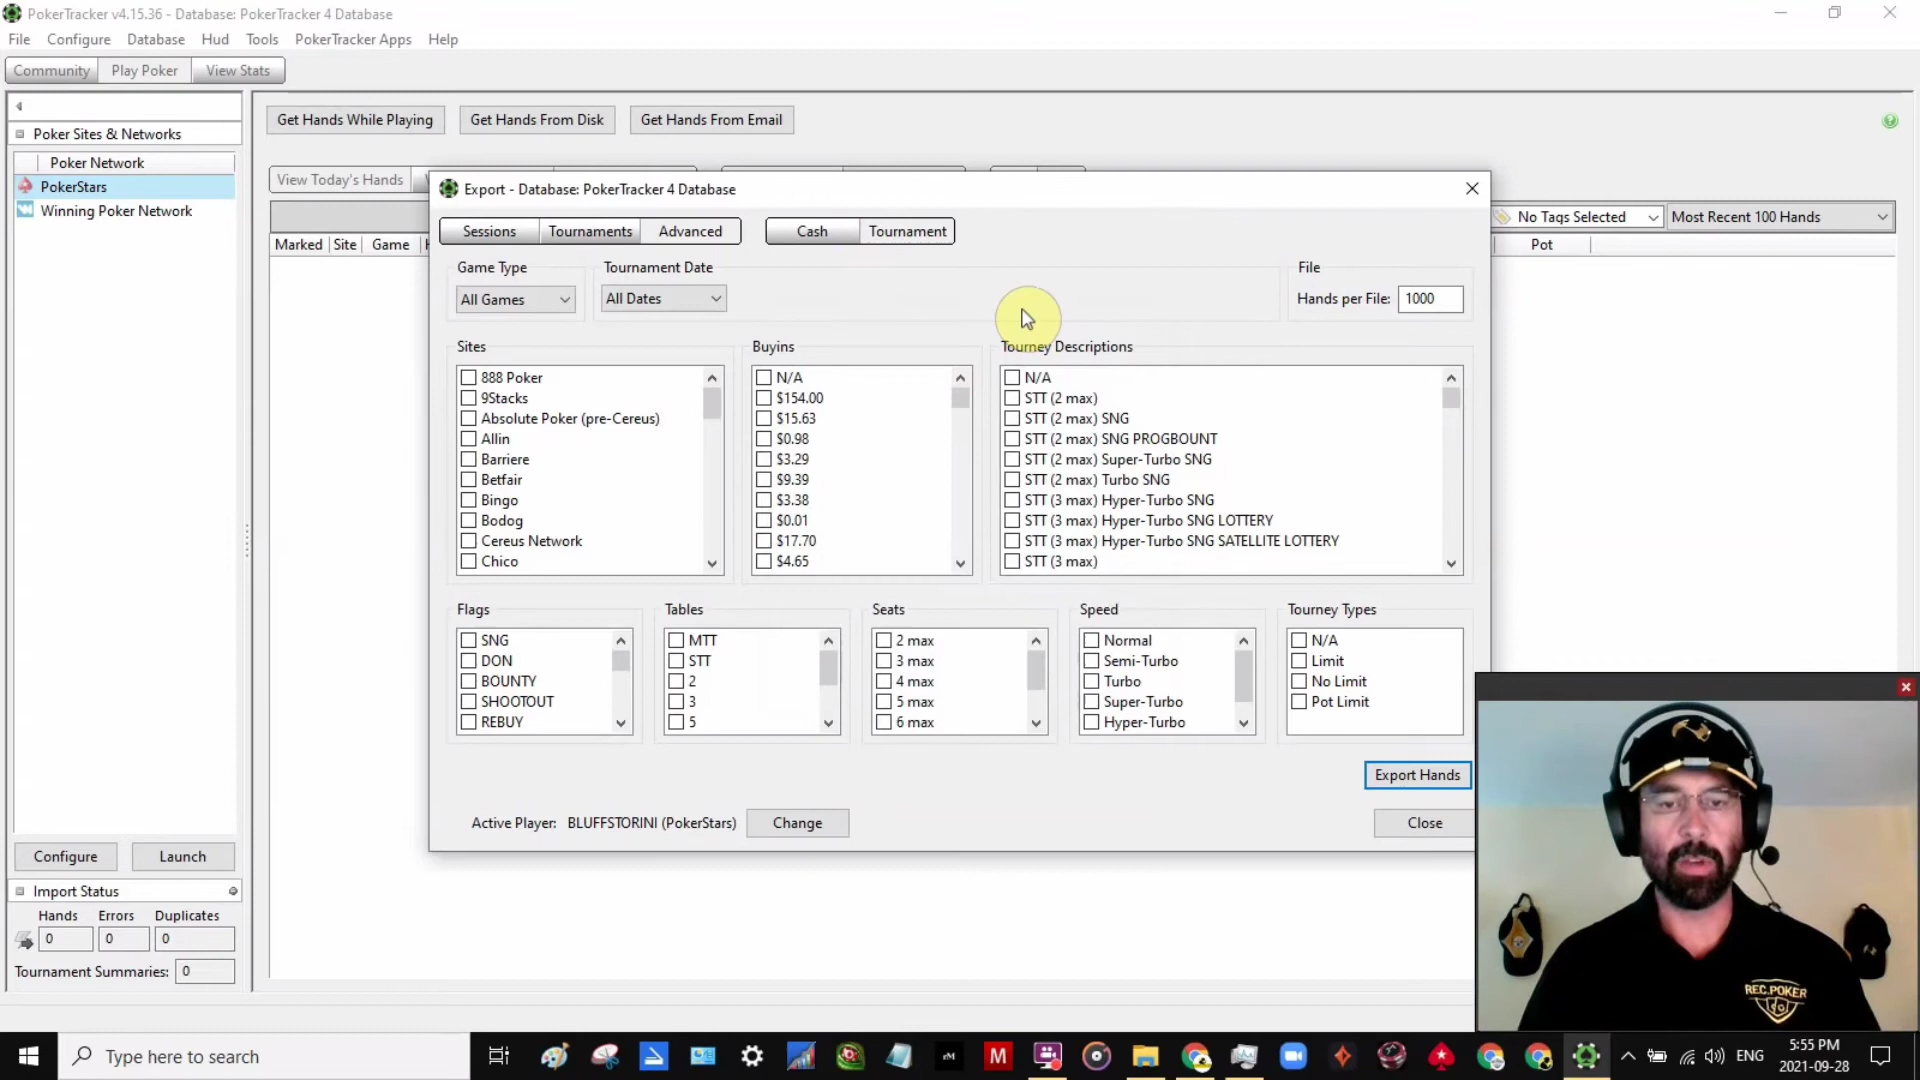 PokerTracker v4.15.36 - Database: PokerTracker 4 Database
File Configure Database Hud Tools PokerTracker Apps Help
Community Play Poker View Stats
Get Hands While Playing Get Hands From Disk Get Hands From Email
Poker Sites & Networks
Poker Network
PokerStars
Winning Poker Network
View Today's Hands
No Tags Selected Most Recent 100 Hands
Marked Site Game Pot
Export - Database: PokerTracker 4 Database
Sessions Tournaments Advanced Cash Tournament
Game Type Tournament Date File
All Games All Dates Hands per File: 1000
Sites Buyins Tourney Descriptions
888 Poker N/A N/A
9Stacks $154.00 STT (2 max)
Absolute Poker (pre-Cereus) $15.63 STT (2 max) SNG
Allin $0.98 STT (2 max) SNG PROGBOUNT
Barriere $3.29 STT (2 max) Super-Turbo SNG
Betfair $9.39 STT (2 max) Turbo SNG
Bingo $3.38 STT (3 max) Hyper-Turbo SNG
Bodog $0.01 STT (3 max) Hyper-Turbo SNG LOTTERY
Cereus Network $17.70 STT (3 max) Hyper-Turbo SNG SATELLITE LOTTERY
Chico $4.65 STT (3 max)
Flags Tables Seats Speed Tourney Types
SNG MTT 2 max Normal N/A
DON STT 3 max Semi-Turbo Limit
BOUNTY 2 4 max Turbo No Limit
SHOOTOUT 3 5 max Super-Turbo Pot Limit
REBUY 5 6 max Hyper-Turbo
Export Hands
Active Player: BLUFFSTORINI (PokerStars) Change Close
Configure Launch
Import Status
Hands Errors Duplicates
0 0 0
Tournament Summaries: 0
REC.POKER
Type here to search
ENG
5:55 PM
2021-09-28